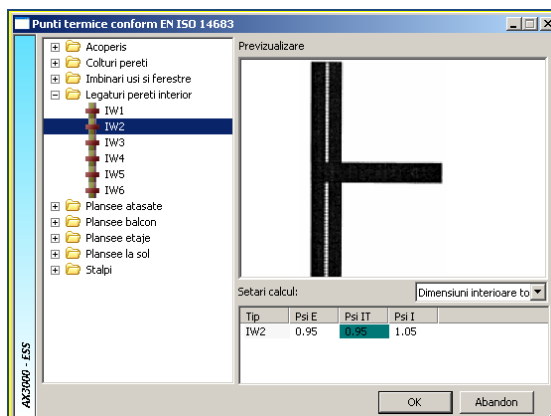 Punti termice conform EN ISO 14683
Acoperis
Colturi pereti
Imbinari usi si ferestre
Legaturi pereti interior
IW1
IW2
IW3
IW4
IW5
IW6
Plansee atasate
Plansee balcon
Plansee etaje
Plansee la sol
Stalpi
Previzualizare
Setari calcul:
Dimensiuni interioare to
Tip Psi E Psi IT Psi I
IW2 0.95 0.95 1.05
OK Abandon
AX3000 - ESS